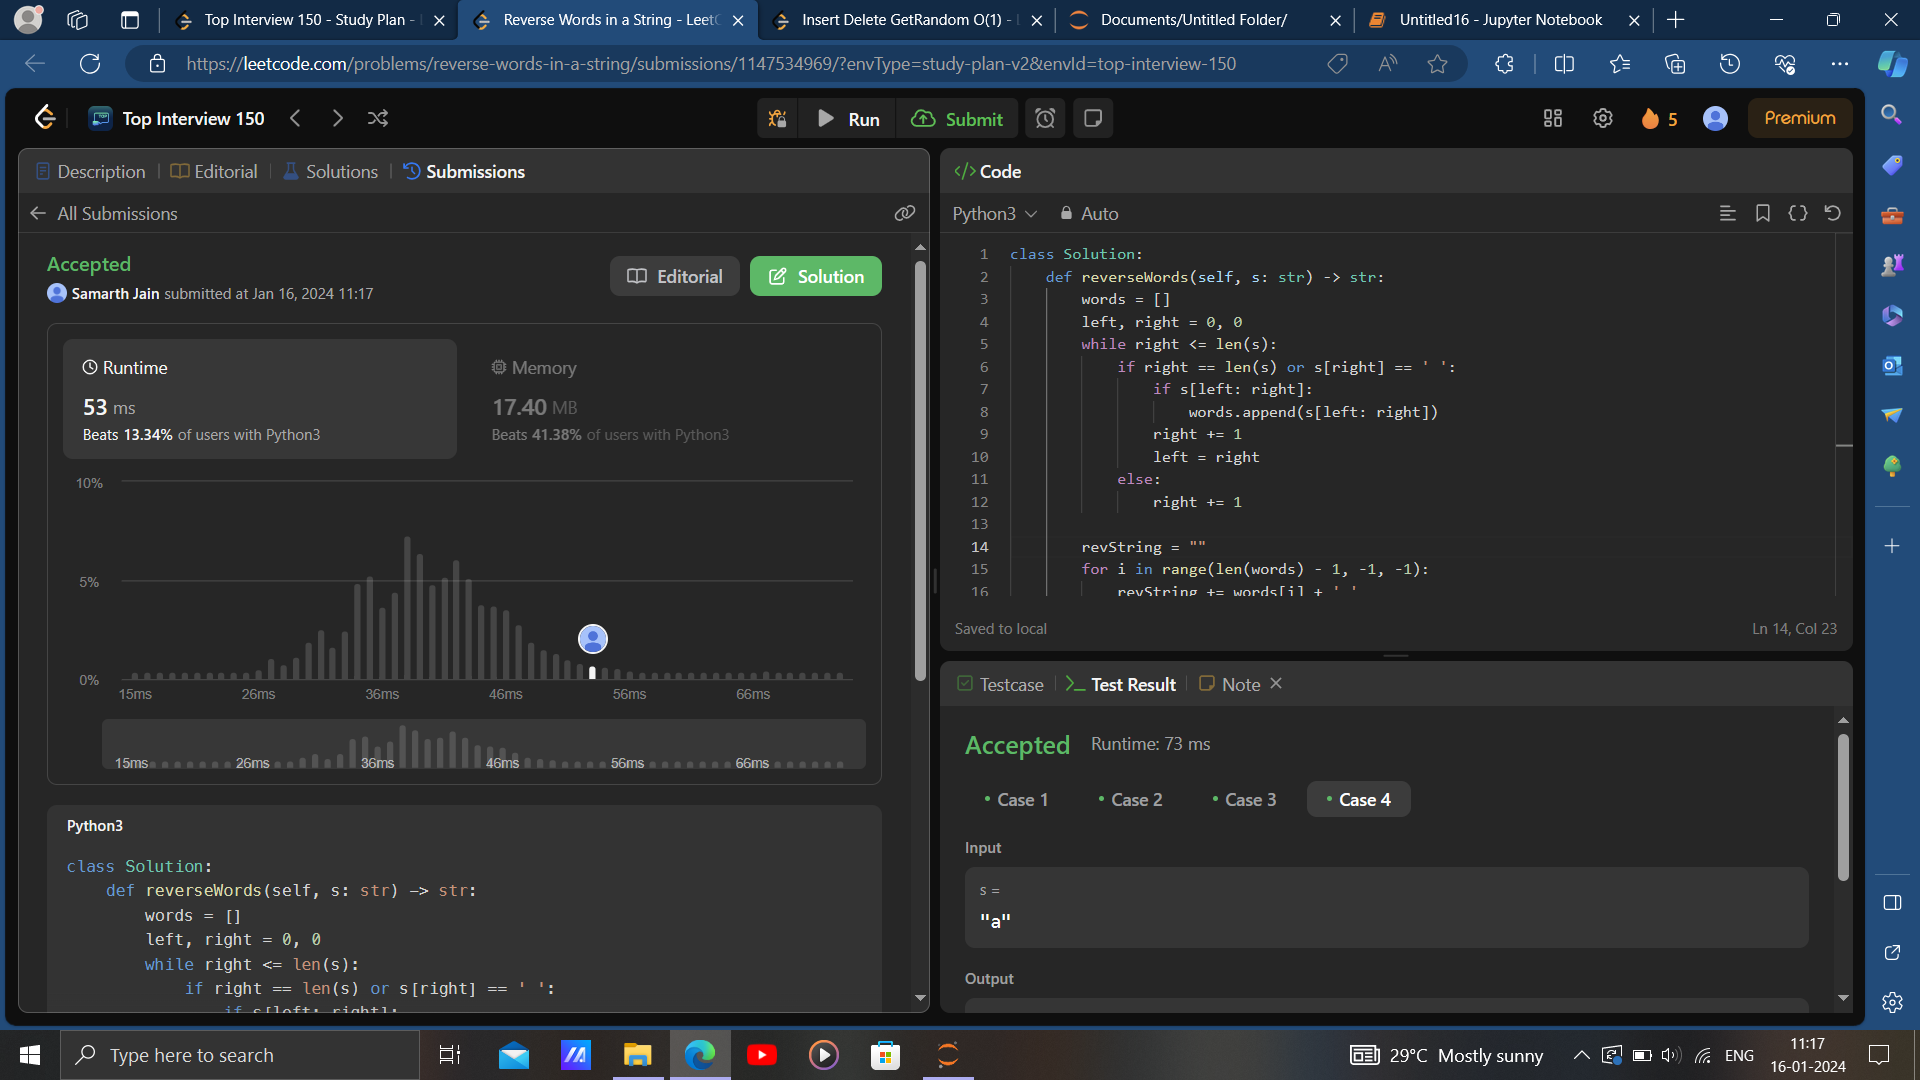 Top Interview 150 - Study Plan -
Reverse Words in a String - Leet
Insert Delete GetRandom O(1) -
Documents/Untitled Folder/
Untitled16 - Jupyter Notebook
https://leetcode.com/problems/reverse-words-in-a-string/submissions/1147534969/?envType=study-plan-v2&envId=top-interview-150
Top Interview 150
Run
Submit
5
Premium
Description
Editorial
Solutions
Submissions
All Submissions
Accepted
Samarth Jain submitted at Jan 16, 2024 11:17
Editorial
Solution
Runtime
53 ms
Beats 13.34% of users with Python3
Memory
17.40 MB
Beats 41.38% of users with Python3
10%
5%
0%
15ms 26ms 36ms 46ms 56ms 66ms
15ms 26ms 36ms 46ms 56ms 66ms
Python3
class Solution:
def reverseWords(self, s: str) -> str:
words = []
left, right = 0, 0
while right <= len(s):
if right == len(s) or s[right] == ' ':
if s[left: right]:
Code
Python3
Auto
1 class Solution:
2 def reverseWords(self, s: str) -> str:
3 words = []
4 left, right = 0, 0
5 while right <= len(s):
6 if right == len(s) or s[right] == ' ':
7 if s[left: right]:
8 words.append(s[left: right])
9 right += 1
10 left = right
11 else:
12 right += 1
13
14 revString = ""
15 for i in range(len(words) - 1, -1, -1):
16 revString += words[i] + ' '
Saved to local
Ln 14, Col 23
Testcase
Test Result
Note
Accepted Runtime: 73 ms
Case 1
Case 2
Case 3
Case 4
Input
s =
"a"
Output
Type here to search
29°C Mostly sunny
ENG
11:17
16-01-2024